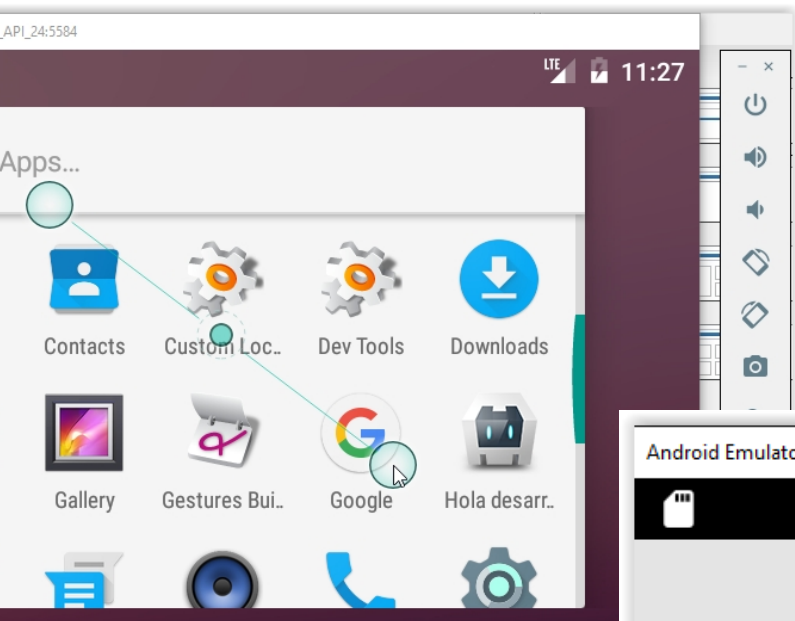 _API_24:5584
LTE 11:27
Apps...
Contacts Custom Loc.. Dev Tools Downloads
Gallery Gestures Bui.. Google Hola desarr..
Android Emulato